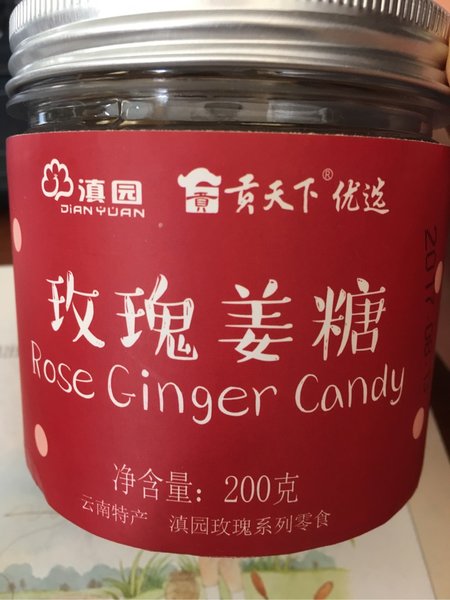 滇园
DiAN YUAN
貢
贡天下®优选
玫瑰姜糖
Rose Ginger Candy
净含量：200克
云南特产 滇园玫瑰系列零食